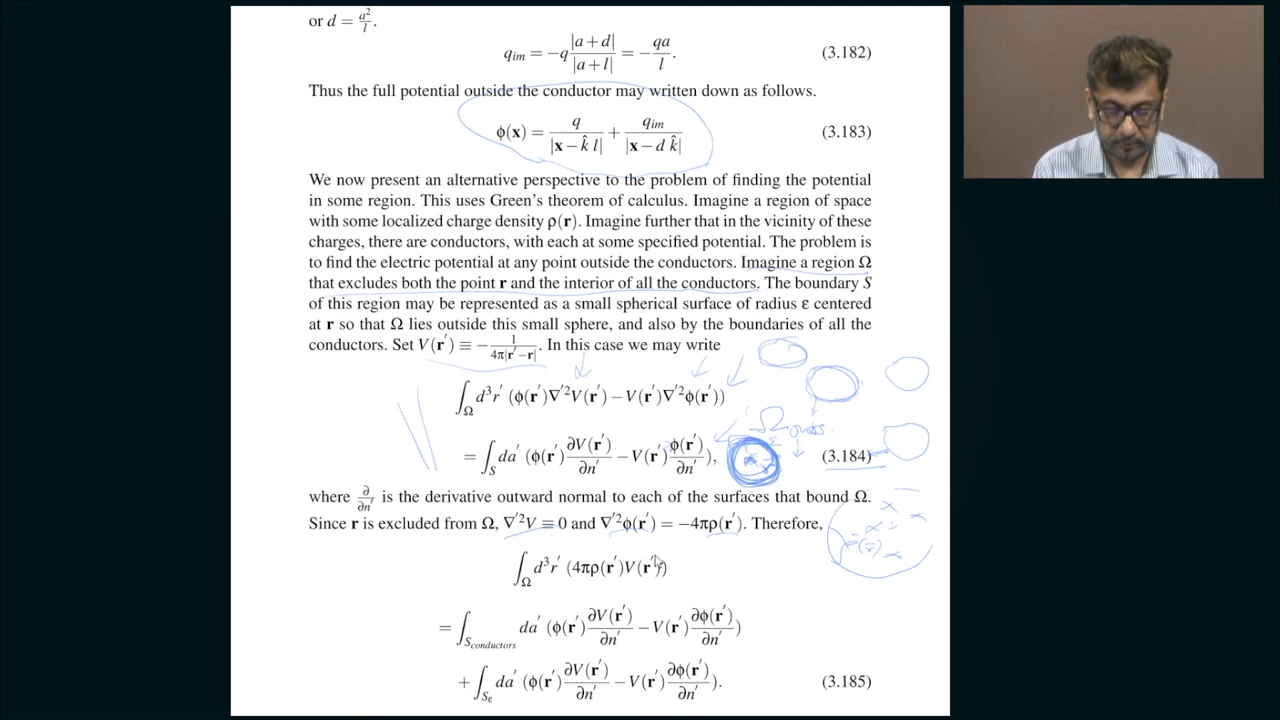 or d = a²/l.
q_im = −q |a+d|/|a+l| = − qa/l. (3.182)
Thus the full potential outside the conductor may written down as follows.
ϕ(x) = q/|x−k̂ l| + q_im/|x−d k̂| (3.183)
We now present an alternative perspective to the problem of finding the potential
in some region. This uses Green's theorem of calculus. Imagine a region of space
with some localized charge density ρ(r). Imagine further that in the vicinity of these
charges, there are conductors, with each at some specified potential. The problem is
to find the electric potential at any point outside the conductors. Imagine a region Ω
that excludes both the point r and the interior of all the conductors. The boundary S
of this region may be represented as a small spherical surface of radius ε centered
at r so that Ω lies outside this small sphere, and also by the boundaries of all the
conductors. Set V(r′) ≡ − 1/4π|r′−r|. In this case we may write
∫_Ω d³r′ (ϕ(r′)∇′²V(r′) − V(r′)∇′²ϕ(r′))
Ω
= ∫_S da′ (ϕ(r′) ∂V(r′)/∂n′ − V(r′) ϕ(r′)/∂n′), (3.184)
where ∂/∂n′ is the derivative outward normal to each of the surfaces that bound Ω.
Since r is excluded from Ω, ∇′²V ≡ 0 and ∇′²ϕ(r′) = −4πρ(r′). Therefore,
ρ(r)
∫_Ω d³r′ (4πρ(r′)V(r′))
= ∫_Sconductors da′ (ϕ(r′) ∂V(r′)/∂n′ − V(r′) ∂ϕ(r′)/∂n′)
+ ∫_Sε da′ (ϕ(r′) ∂V(r′)/∂n′ − V(r′) ∂ϕ(r′)/∂n′). (3.185)